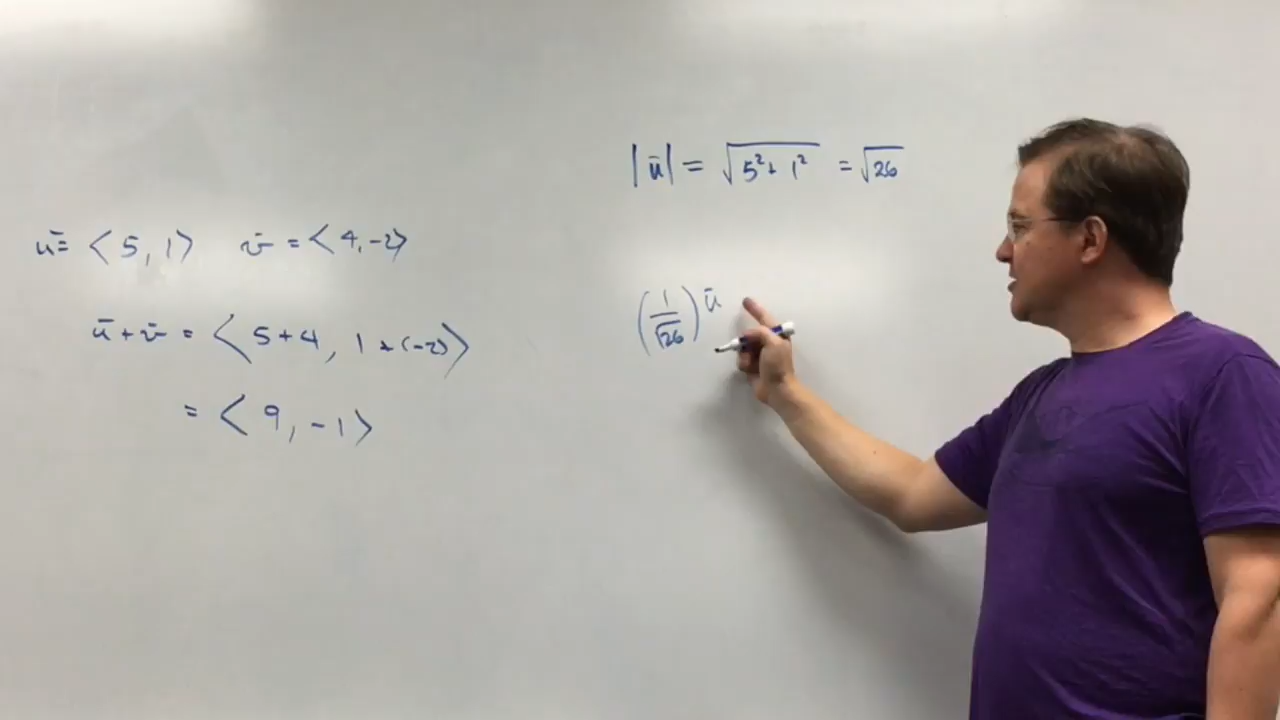 ū = ⟨5, 1⟩ v̄ = ⟨4, -2⟩
ū + v̄ = ⟨5+4, 1+(-2)⟩
= ⟨9, -1⟩
|ū| = √(5² + 1²) = √26
(1/√26) ū